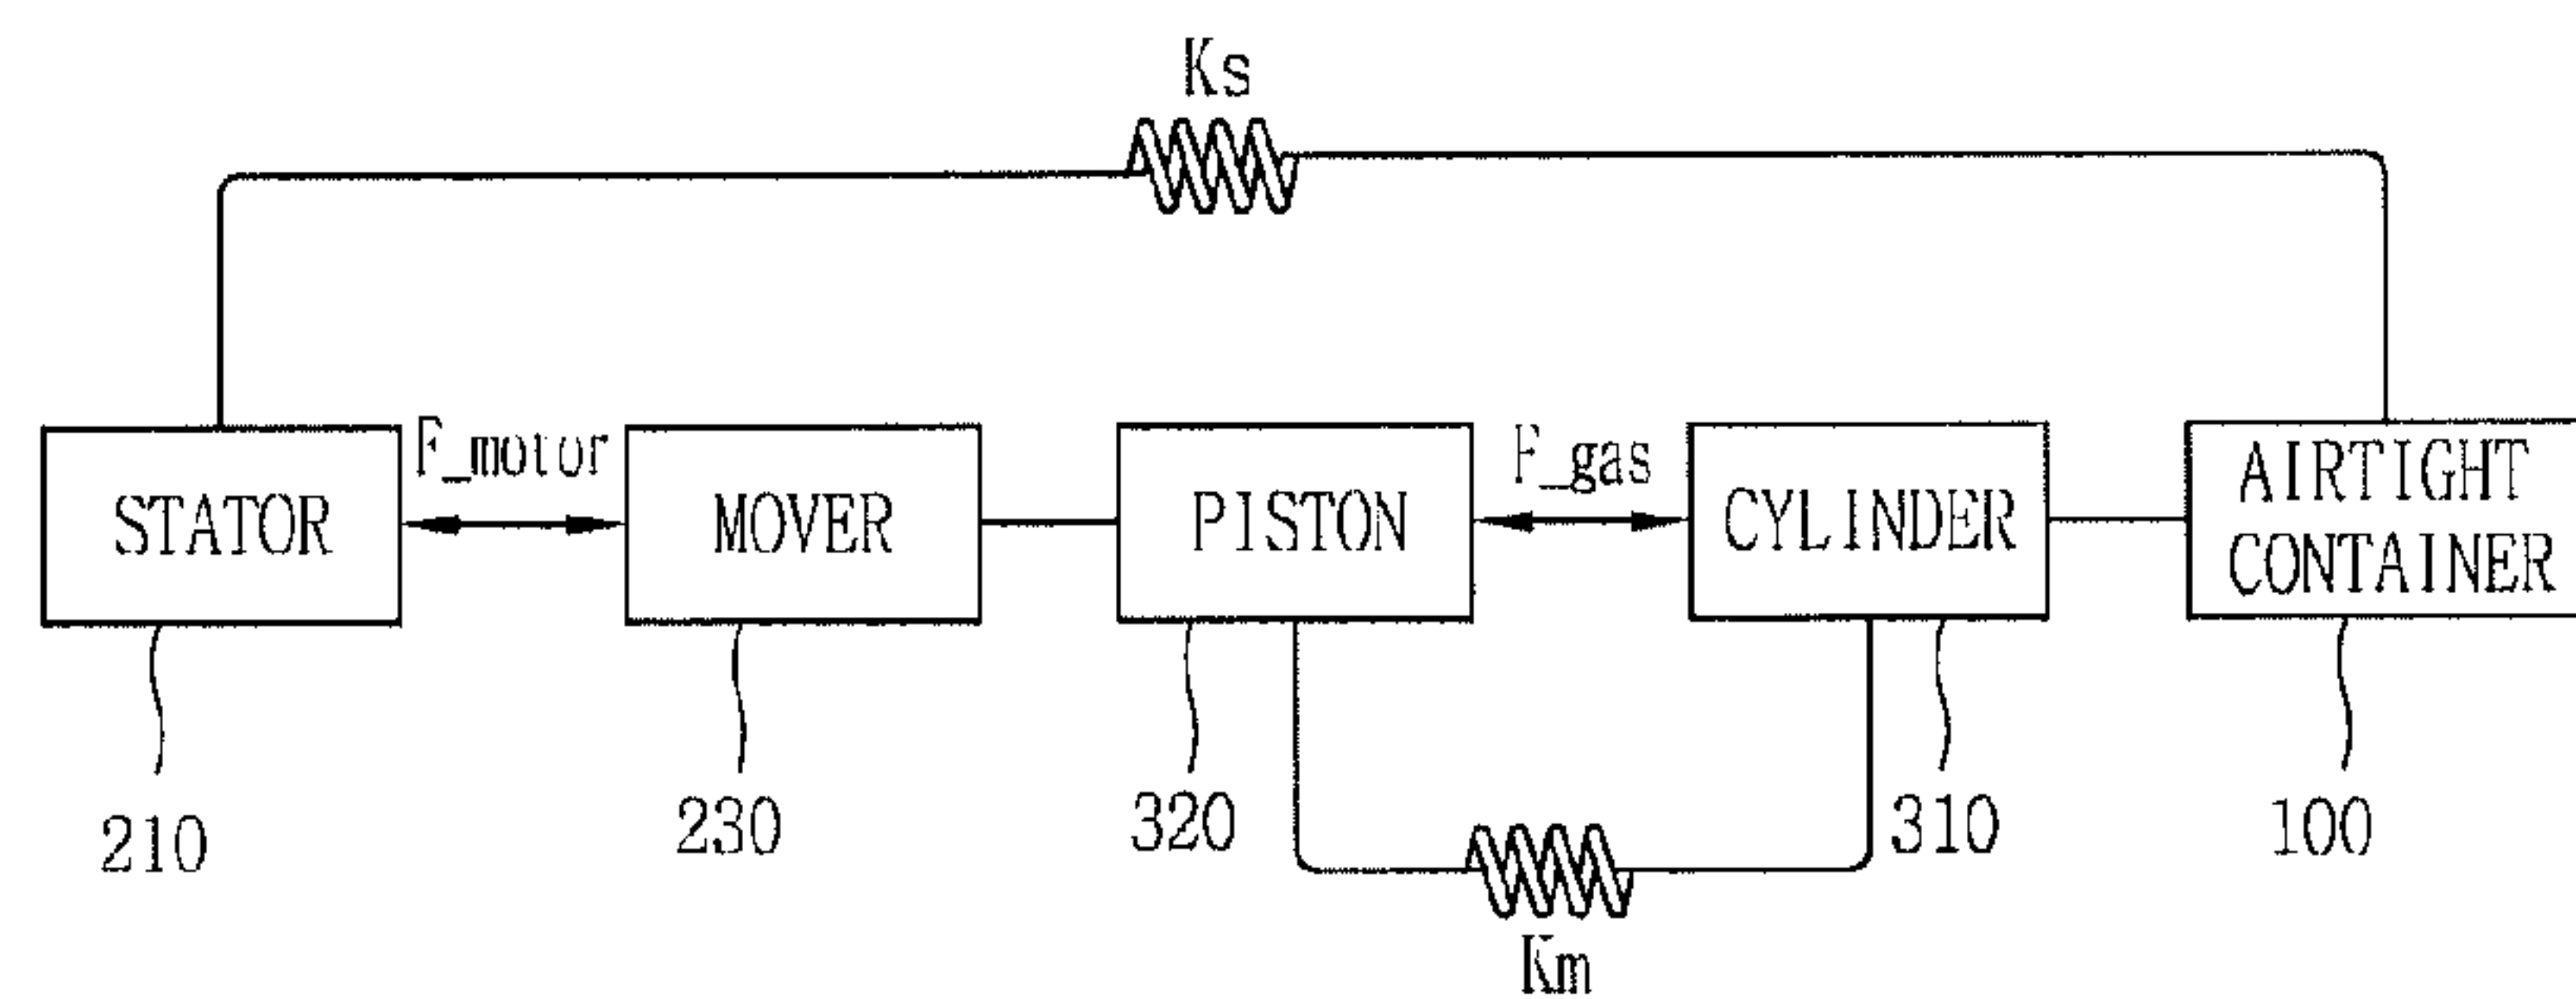 Ks
STATOR
F_motor
MOVER
PISTON
F_gas
CYLINDER
AIRTIGHT
CONTAINER
210
230
320
310
100
Km